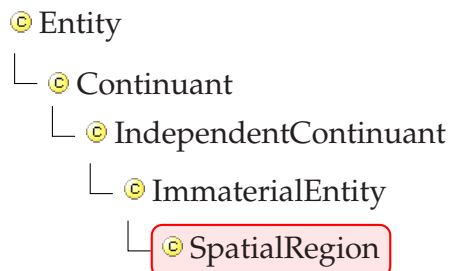 Entity
Continuant
IndependentContinuant
ImmaterialEntity
SpatialRegion